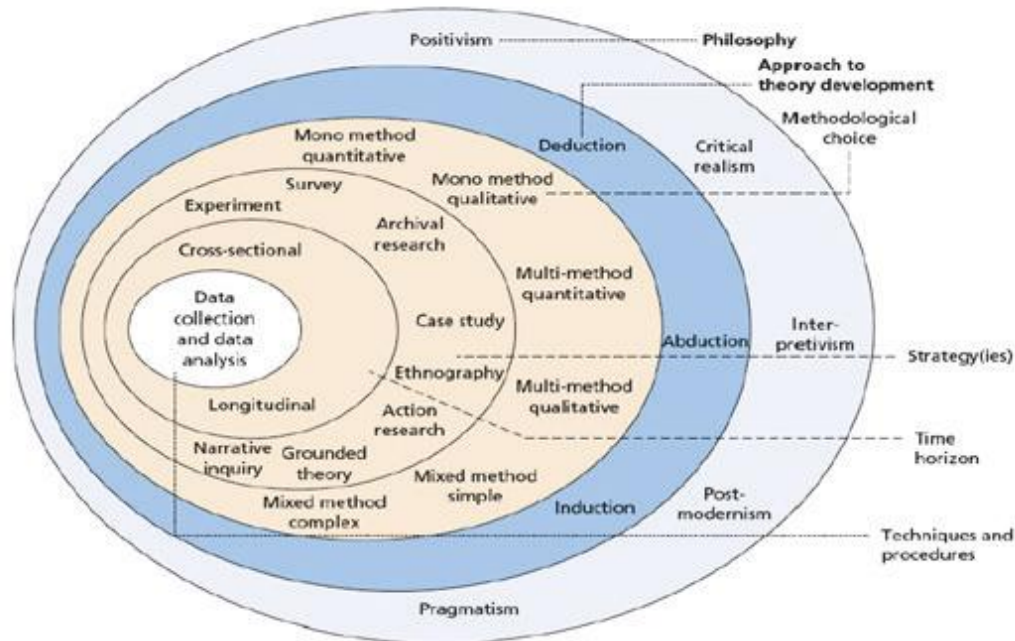 Positivism
Philosophy
Approach to
theory development
Methodological
choice
Mono method
quantitative
Deduction
Critical
realism
Survey
Mono method
qualitative
Experiment
Archival
research
Cross-sectional
Multi-method
quantitative
Data
collection
and data
analysis
Case study
Abduction
Inter-
pretivism
Strategy(ies)
Ethnography
Multi-method
qualitative
Longitudinal
Action
research
Time
horizon
Narrative
inquiry
Grounded
theory
Mixed method
simple
Mixed method
complex
Induction
Post-
modernism
Techniques and
procedures
Pragmatism